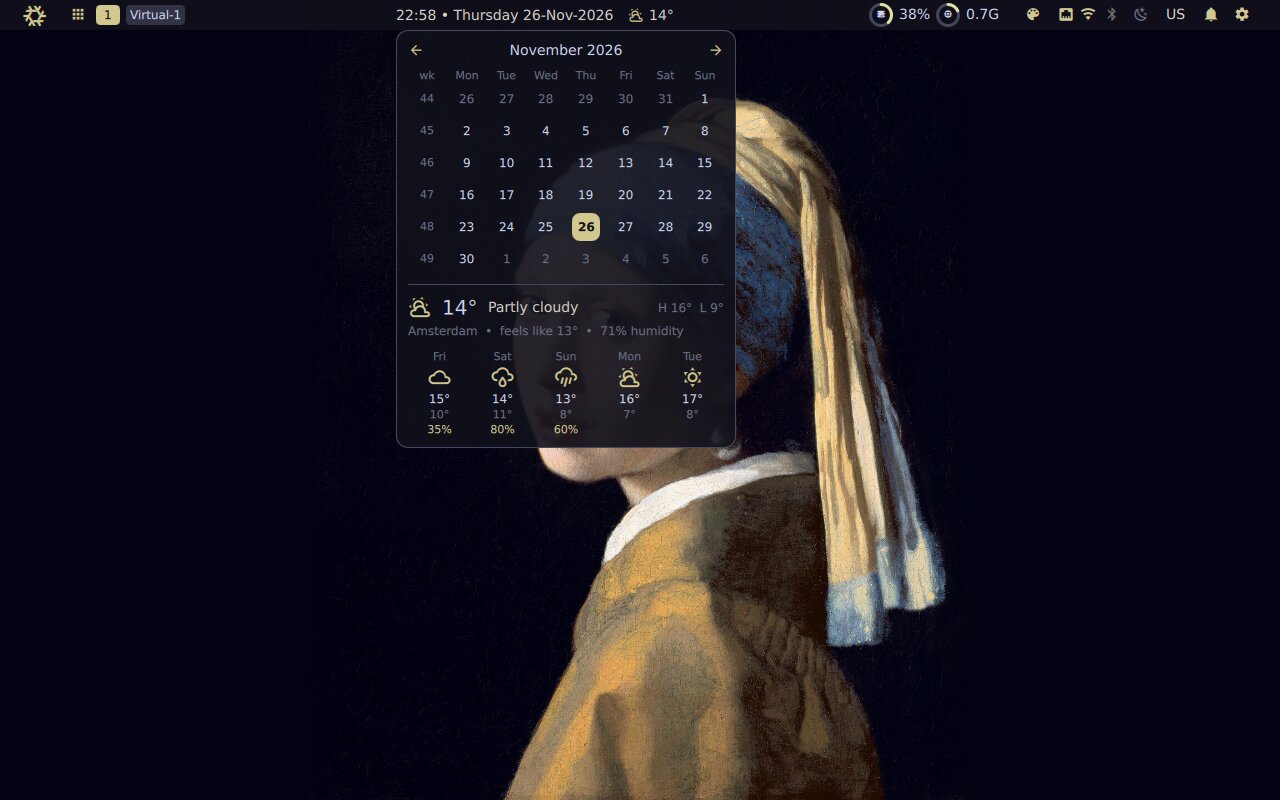 1 Virtual-1 22:58 • Thursday 26-Nov-2026 14° 38% 0.7G US
November 2026
wk Mon Tue Wed Thu Fri Sat Sun
44 26 27 28 29 30 31 1
45 2 3 4 5 6 7 8
46 9 10 11 12 13 14 15
47 16 17 18 19 20 21 22
48 23 24 25 26 27 28 29
49 30 1 2 3 4 5 6
14° Partly cloudy H 16° L 9°
Amsterdam • feels like 13° • 71% humidity
Fri Sat Sun Mon Tue
15° 14° 13° 16° 17°
10° 11° 8° 7° 8°
35% 80% 60%